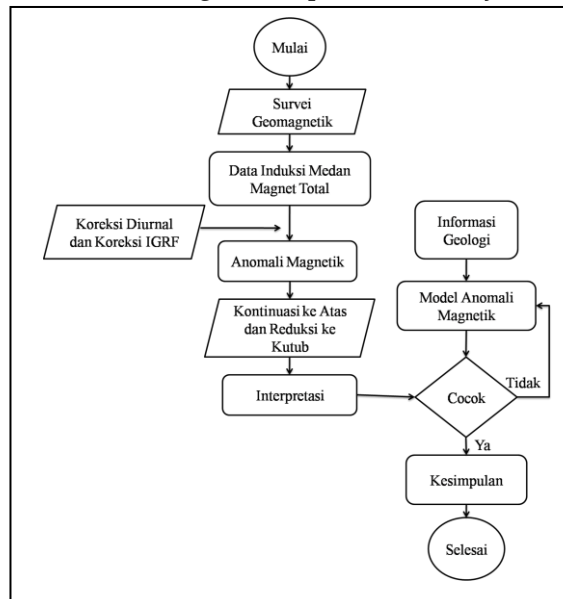 Mulai
Survei
Geomagnetik
Data Induksi Medan
Magnet Total
Koreksi Diurnal
dan Koreksi IGRF
Anomali Magnetik
Kontinuasi ke Atas
dan Reduksi ke
Kutub
Interpretasi
Informasi
Geologi
Model Anomali
Magnetik
Cocok
Tidak
Ya
Kesimpulan
Selesai